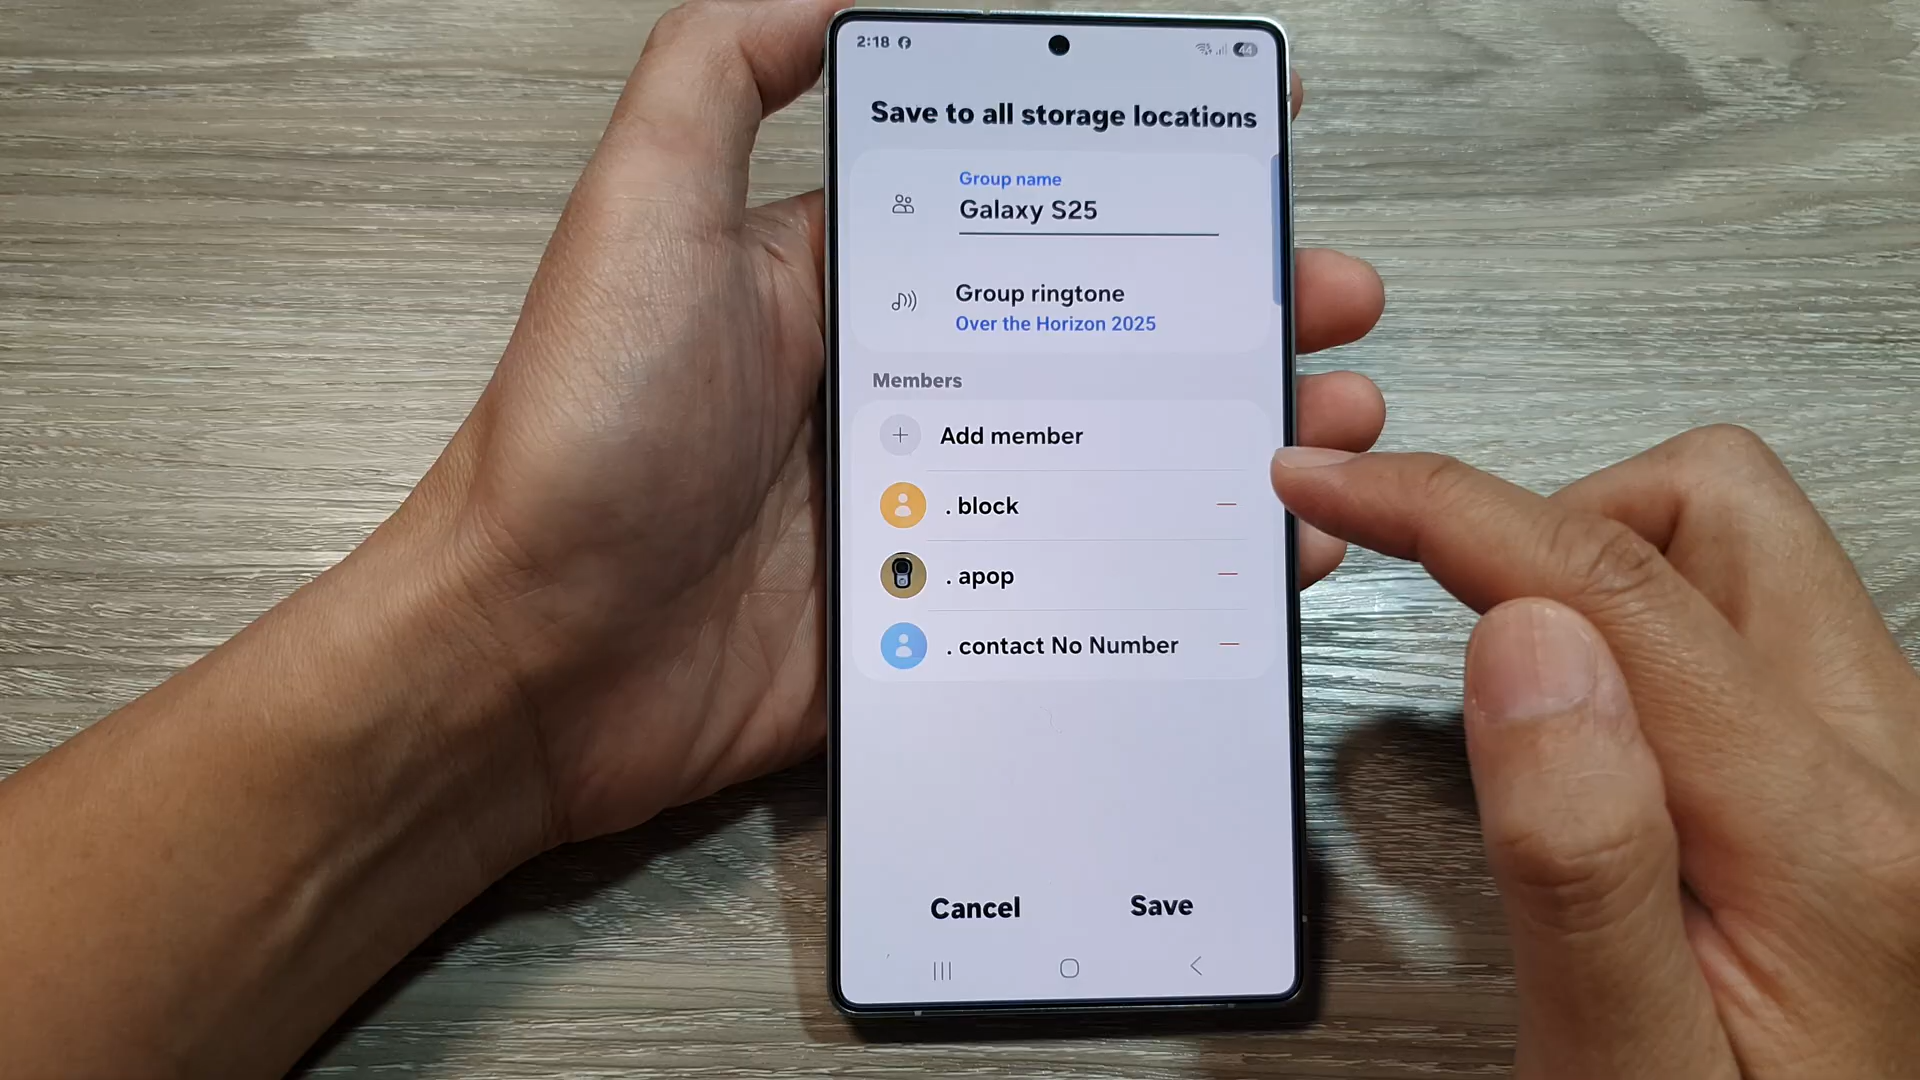 2:18
44
Save to all storage locations
Group name
Galaxy S25
Group ringtone
Over the Horizon 2025
Members
Add member
. block
. apop
. contact No Number
Cancel
Save